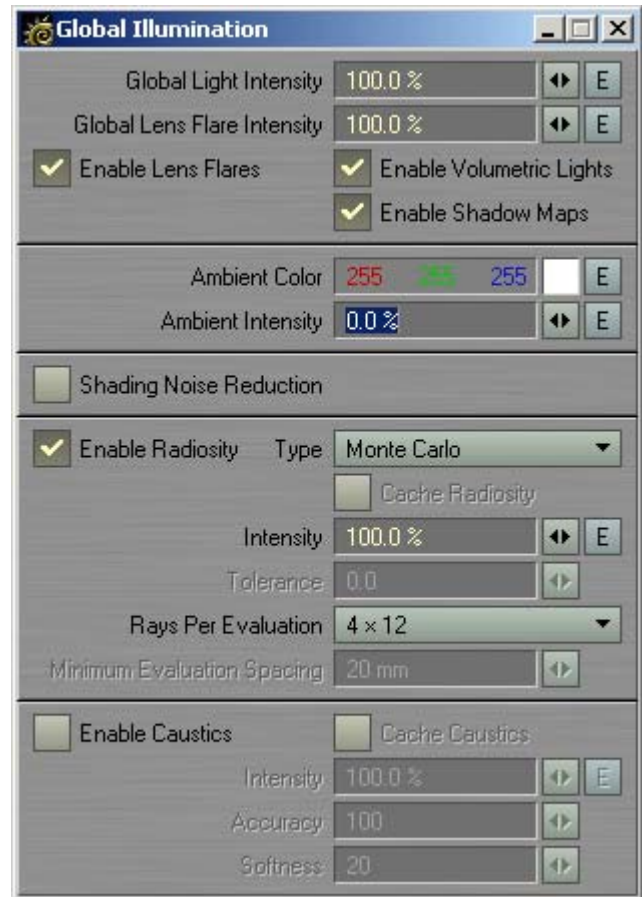 Global Illumination
Global Light Intensity 100.0 % E
Global Lens Flare Intensity 100.0 % E
Enable Lens Flares Enable Volumetric Lights
Enable Shadow Maps
Ambient Color 255 255 255 E
Ambient Intensity 0.0 % E
Shading Noise Reduction
Enable Radiosity Type Monte Carlo
Cache Radiosity
Intensity 100.0 % E
Tolerance 0.0
Rays Per Evaluation 4 × 12
Minimum Evaluation Spacing 20 mm
Enable Caustics Cache Caustics
Intensity 100.0 % E
Accuracy 100
Softness 20